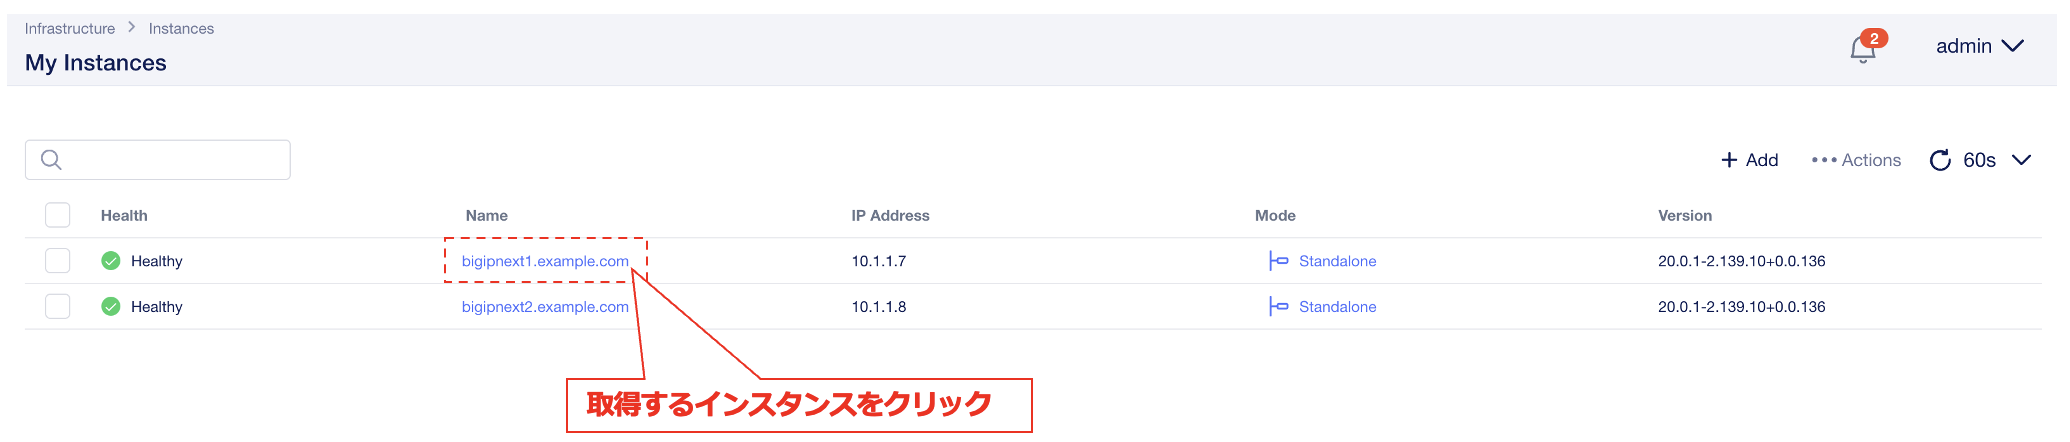 Infrastructure > Instances
My Instances
2
admin
+ Add
••• Actions
60s
Health Name IP Address Mode Version
Healthy bigipnext1.example.com 10.1.1.7 Standalone 20.0.1-2.139.10+0.0.136
Healthy bigipnext2.example.com 10.1.1.8 Standalone 20.0.1-2.139.10+0.0.136
取得するインスタンスをクリック